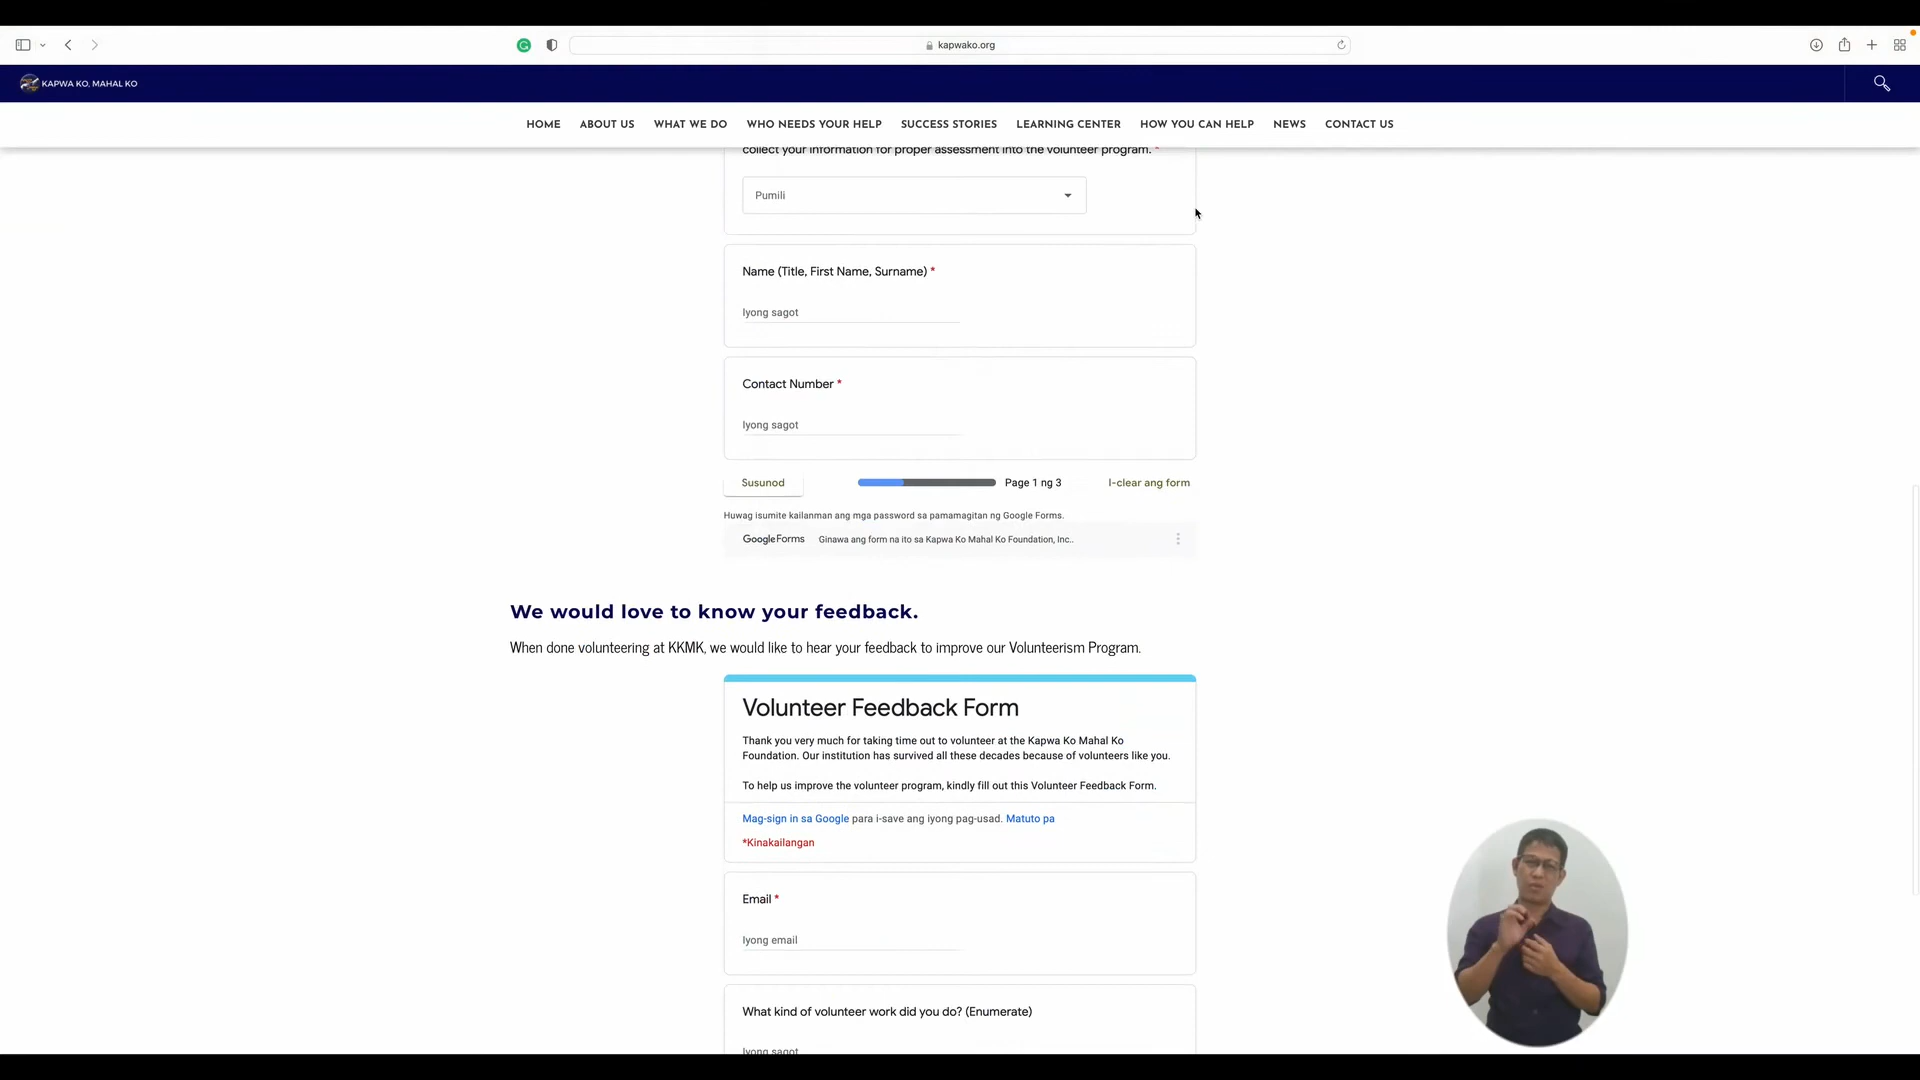 kapwako.org
KAPWA KO, MAHAL KO
HOME ABOUT US WHAT WE DO WHO NEEDS YOUR HELP SUCCESS STORIES LEARNING CENTER HOW YOU CAN HELP NEWS CONTACT US
collect your information for proper assessment into the volunteer program. *
Pumili
Name (Title, First Name, Surname) *
Iyong sagot
Contact Number *
Iyong sagot
Susunod Page 1 ng 3 I-clear ang form
Huwag isumite kailanman ang mga password sa pamamagitan ng Google Forms.
Google Forms Ginawa ang form na ito sa Kapwa Ko Mahal Ko Foundation, Inc..
We would love to know your feedback.
When done volunteering at KKMK, we would like to hear your feedback to improve our Volunteerism Program.
Volunteer Feedback Form
Thank you very much for taking time out to volunteer at the Kapwa Ko Mahal Ko
Foundation. Our institution has survived all these decades because of volunteers like you.
To help us improve the volunteer program, kindly fill out this Volunteer Feedback Form.
Mag-sign in sa Google para i-save ang iyong pag-usad. Matuto pa
*Kinakailangan
Email *
Iyong email
What kind of volunteer work did you do? (Enumerate)
Iyong sagot